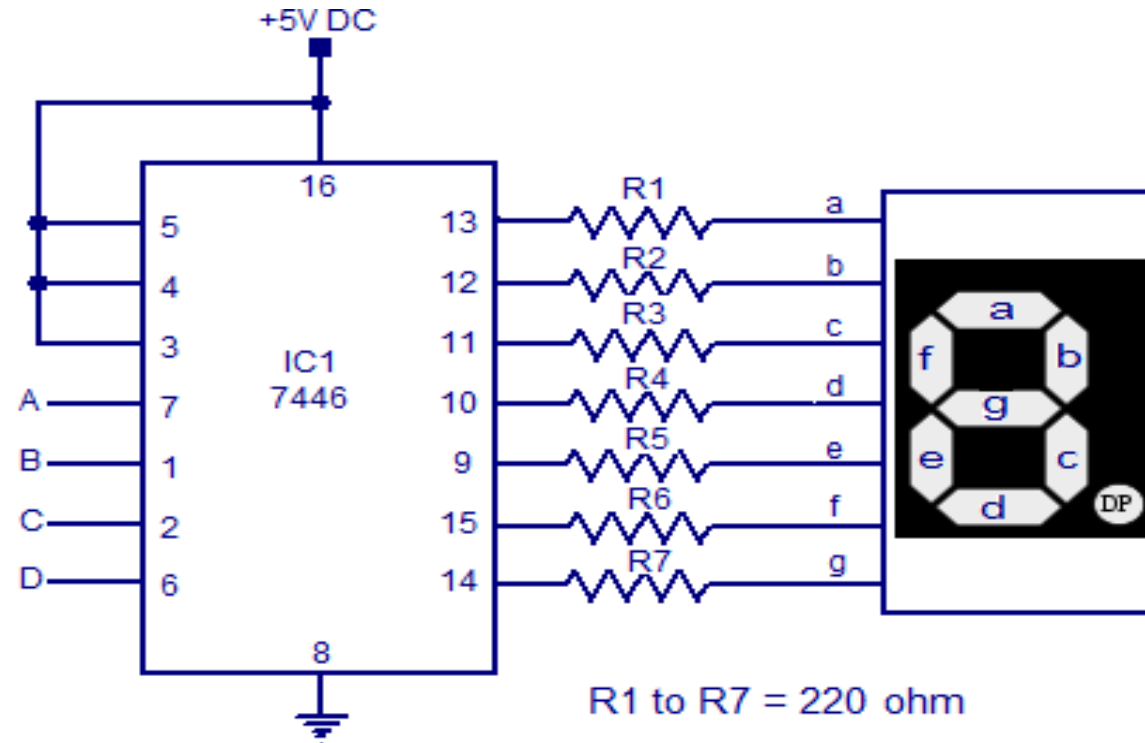 +5V DC
16
5
4
3
A 7
B 1
C 2
D 6
IC1
7446
8
13 R1 a
12 R2 b
11 R3 c
10 R4 d
9 R5 e
15 R6 f
14 R7 g
a
f b
g
e c
d DP
R1 to R7 = 220 ohm